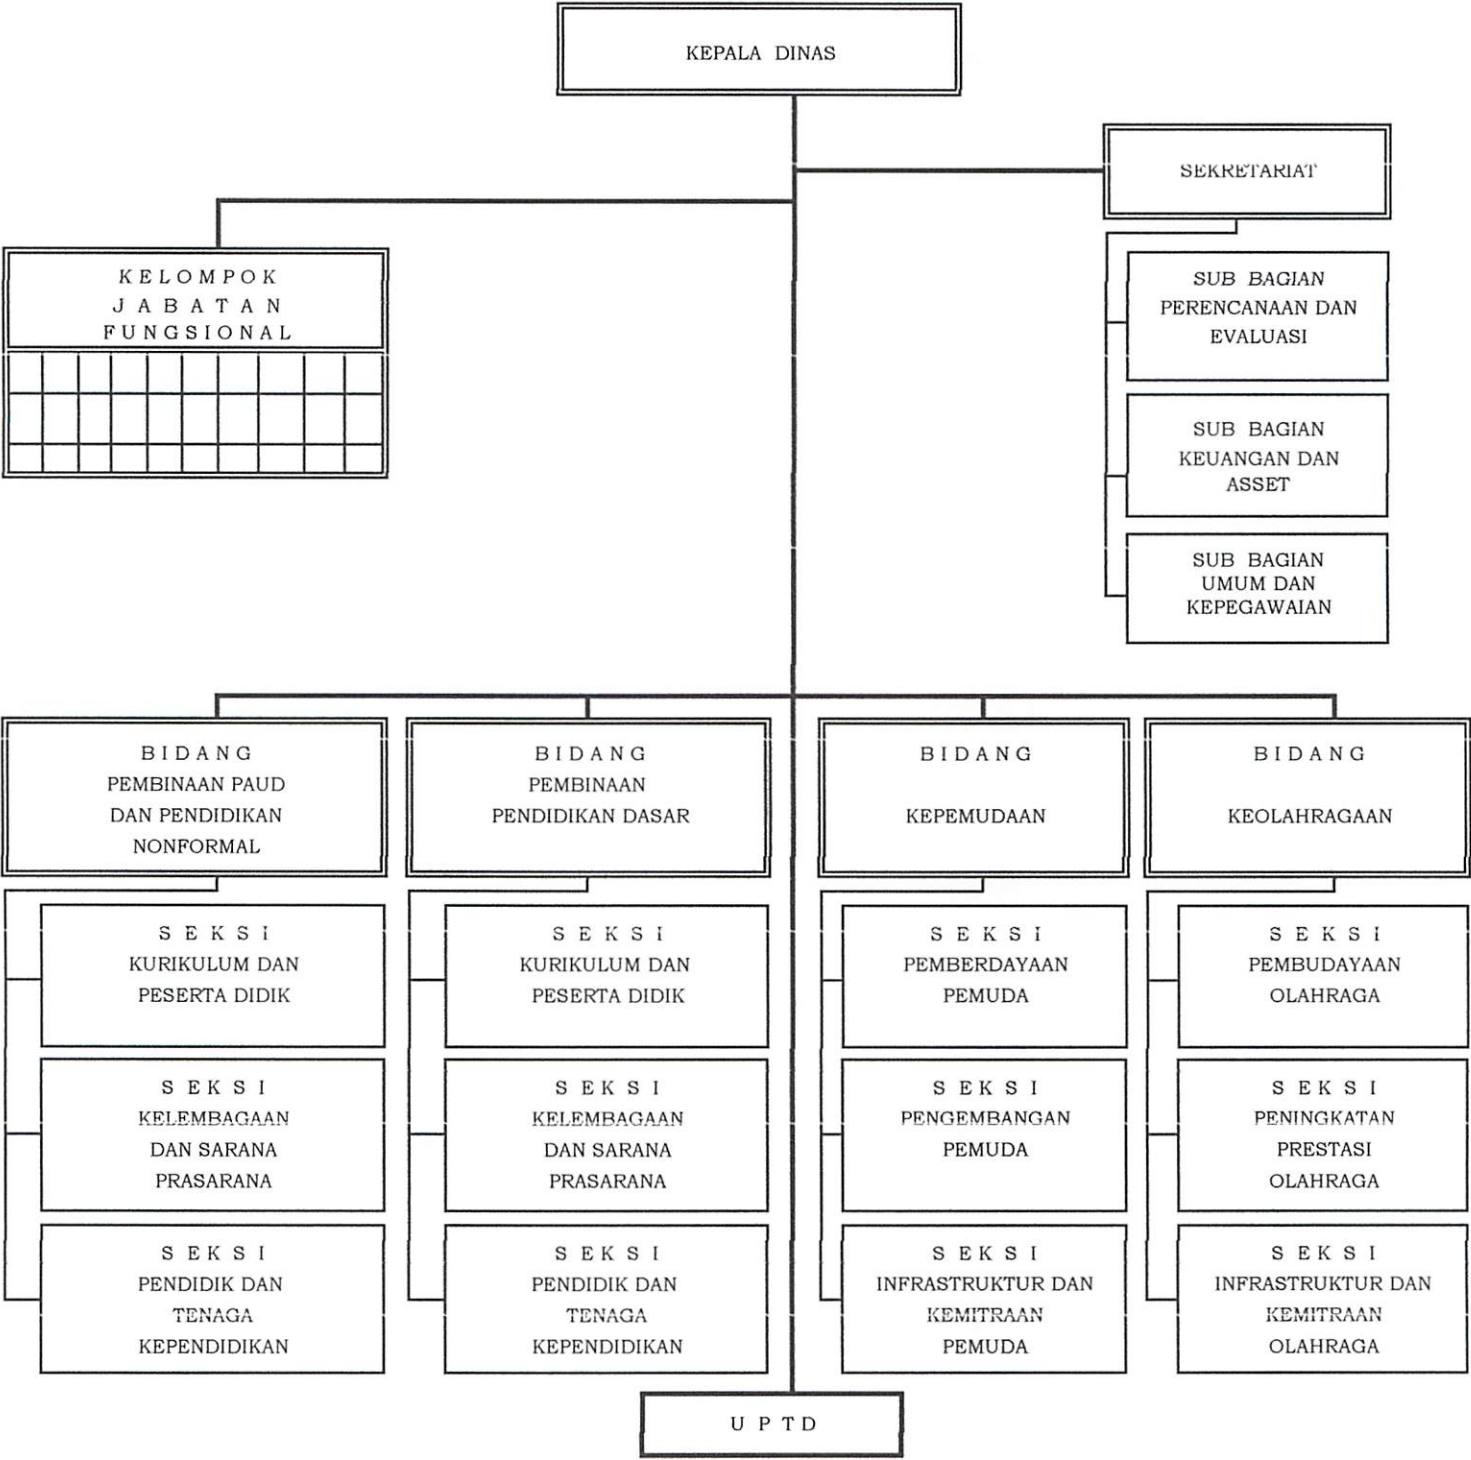 KEPALA DINAS
SEKRETARIAT
KELOMPOK
JABATAN
FUNGSIONAL
SUB BAGIAN
PERENCANAAN DAN
EVALUASI
SUB BAGIAN
KEUANGAN DAN
ASSET
SUB BAGIAN
UMUM DAN
KEPEGAWAIAN
BIDANG
PEMBINAAN PAUD
DAN PENDIDIKAN
NONFORMAL
BIDANG
PEMBINAAN
PENDIDIKAN DASAR
BIDANG
KEPEMUDAAN
BIDANG
KEOLAHRAGAAN
SEKSI
KURIKULUM DAN
PESERTA DIDIK
SEKSI
KURIKULUM DAN
PESERTA DIDIK
SEKSI
PEMBERDAYAAN
PEMUDA
SEKSI
PEMBUDAYAAN
OLAHRAGA
SEKSI
KELEMBAGAAN
DAN SARANA
PRASARANA
SEKSI
KELEMBAGAAN
DAN SARANA
PRASARANA
SEKSI
PENGEMBANGAN
PEMUDA
SEKSI
PENINGKATAN
PRESTASI
OLAHRAGA
SEKSI
PENDIDIK DAN
TENAGA
KEPENDIDIKAN
SEKSI
PENDIDIK DAN
TENAGA
KEPENDIDIKAN
SEKSI
INFRASTRUKTUR DAN
KEMITRAAN
PEMUDA
SEKSI
INFRASTRUKTUR DAN
KEMITRAAN
OLAHRAGA
UPTD